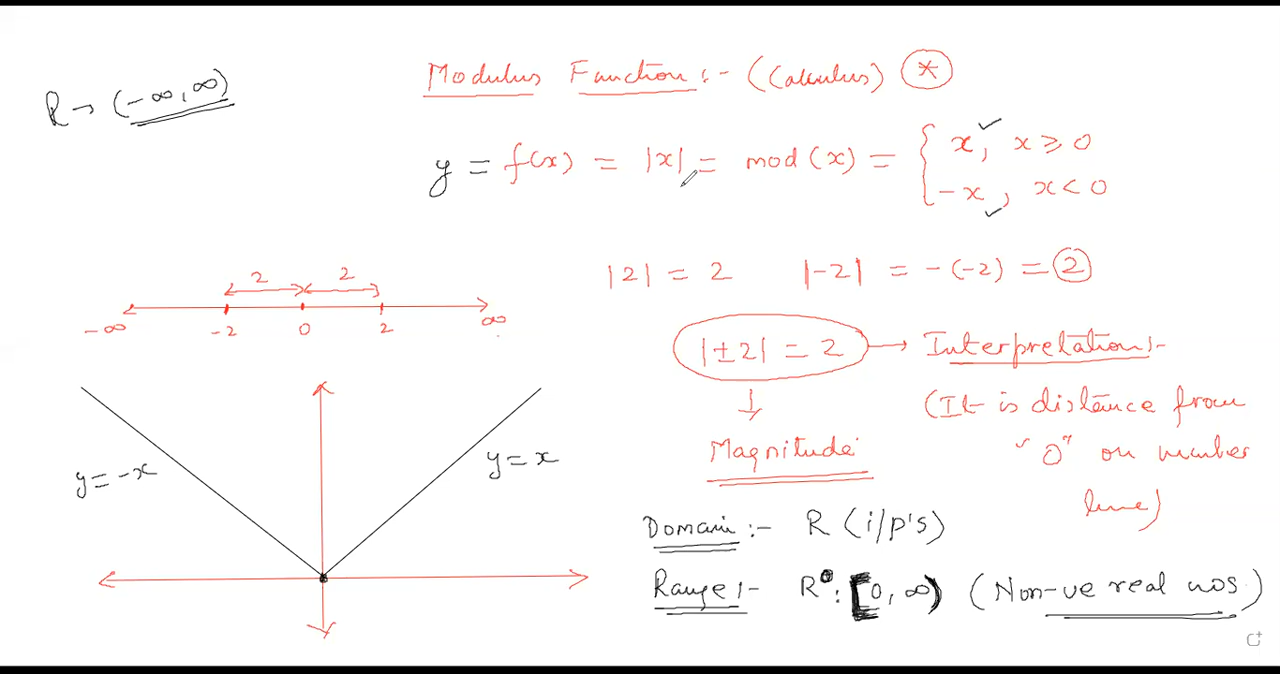 Modulus Function :- (Calculus) *
R → (-∞, ∞)
y = f(x) = |x| = mod (x) = { x, x ≥ 0
-x, x < 0
|2| = 2 |-2| = -(-2) = 2
2 2
-∞ -2 0 2 ∞
|±2| = 2 → Interpretation:-
(It is distance from
"0" on number
line)
↓
Magnitude
y = -x
y = x
Domain :- R (i/p's)
Range :- R⁰: [0, ∞) (Non-ve real nos)